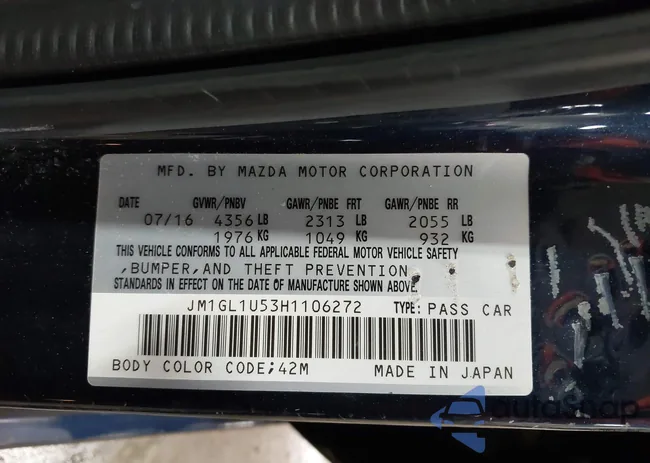 MFD. BY MAZDA MOTOR CORPORATION
DATE GVWR/PNBV GAWR/PNBE FRT GAWR/PNBE RR
07/16 4356 LB 2313 LB 2055 LB
1976 KG 1049 KG 932 KG
THIS VEHICLE CONFORMS TO ALL APPLICABLE FEDERAL MOTOR VEHICLE SAFETY
,BUMPER,AND THEFT PREVENTION
STANDARDS IN EFFECT ON THE DATE OF MANUFACTURE SHOWN ABOVE.
JM1GL1U53H1106272 TYPE: PASS CAR
BODY COLOR CODE;42M MADE IN JAPAN
AutoSnap